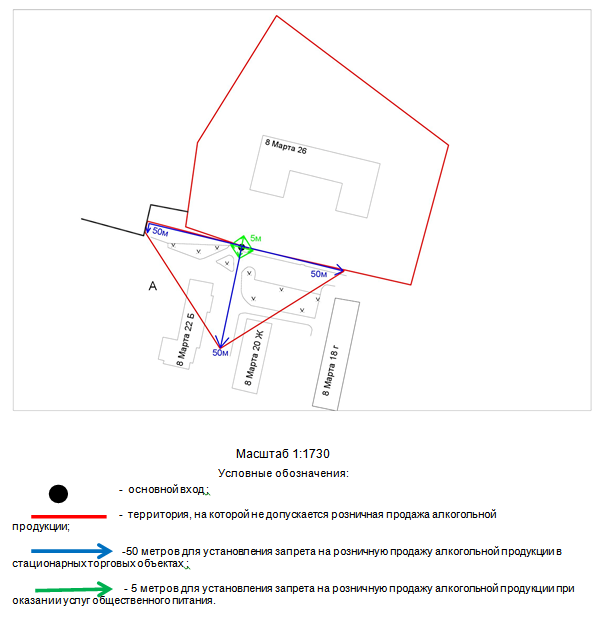 8 Марта 26
5м
50м
50м
А
8 Марта 22 Б
50м
8 Марта 20 Ж
8 Марта 18 г
Масштаб 1:1730
Условные обозначения:
- основной вход ;
- территория, на которой не допускается розничная продажа алкогольной
продукции;
-50 метров для установления запрета на розничную продажу алкогольной продукции в
стационарных торговых объектах ;
- 5 метров для установления запрета на розничную продажу алкогольной продукции при
оказании услуг общественного питания.